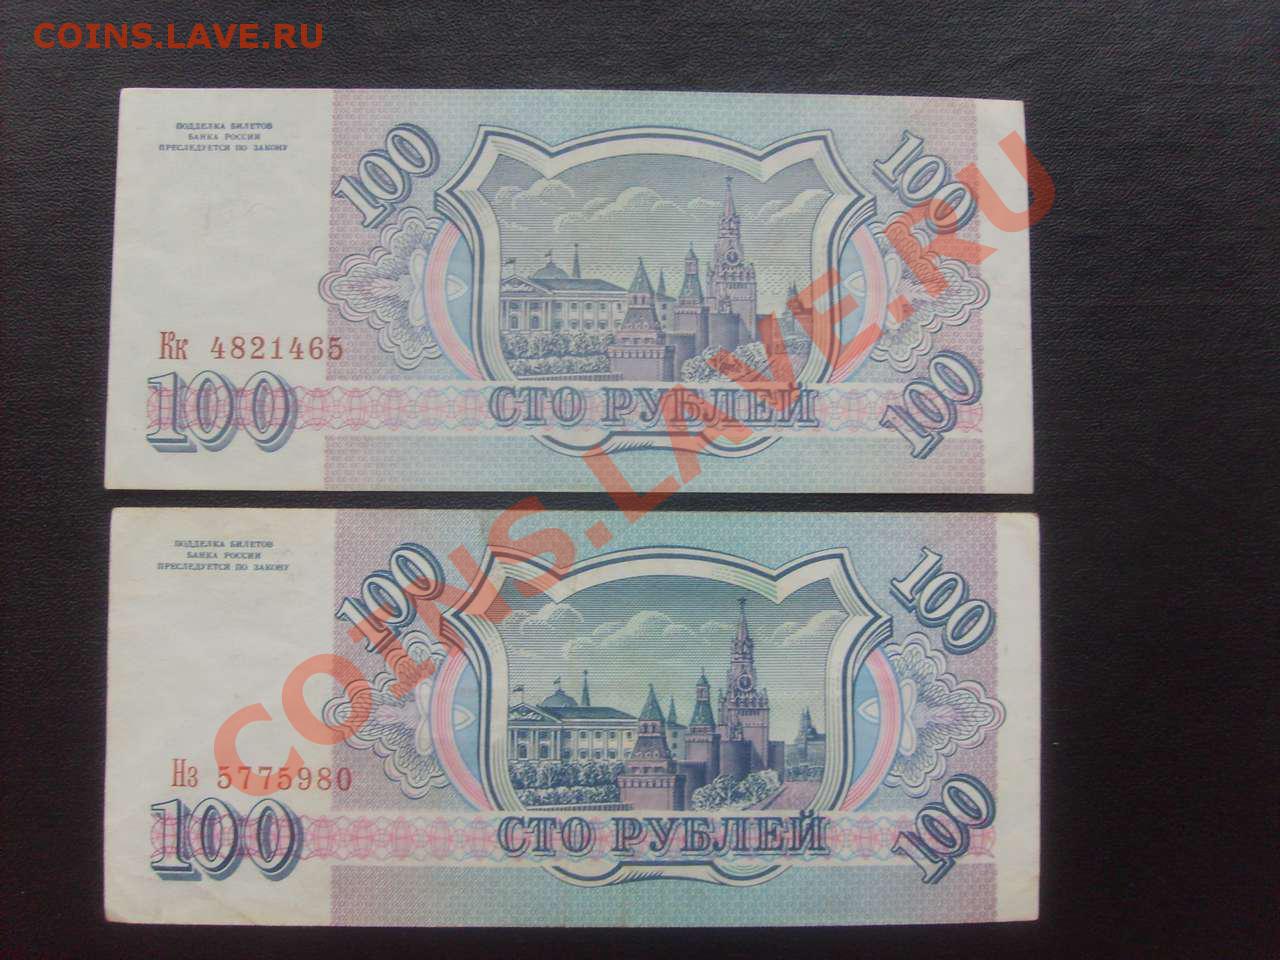 COINS.LAVE.RU
ПОДДЕЛКА БИЛЕТОВ
БАНКА РОССИИ
ПРЕСЛЕДУЕТСЯ ПО ЗАКОНУ
100
100
Кк 4821465
100
СТО РУБЛЕЙ
100
ПОДДЕЛКА БИЛЕТОВ
БАНКА РОССИИ
ПРЕСЛЕДУЕТСЯ ПО ЗАКОНУ
100
100
Нз 5775980
100
СТО РУБЛЕЙ
100
COINS.LAVE.RU